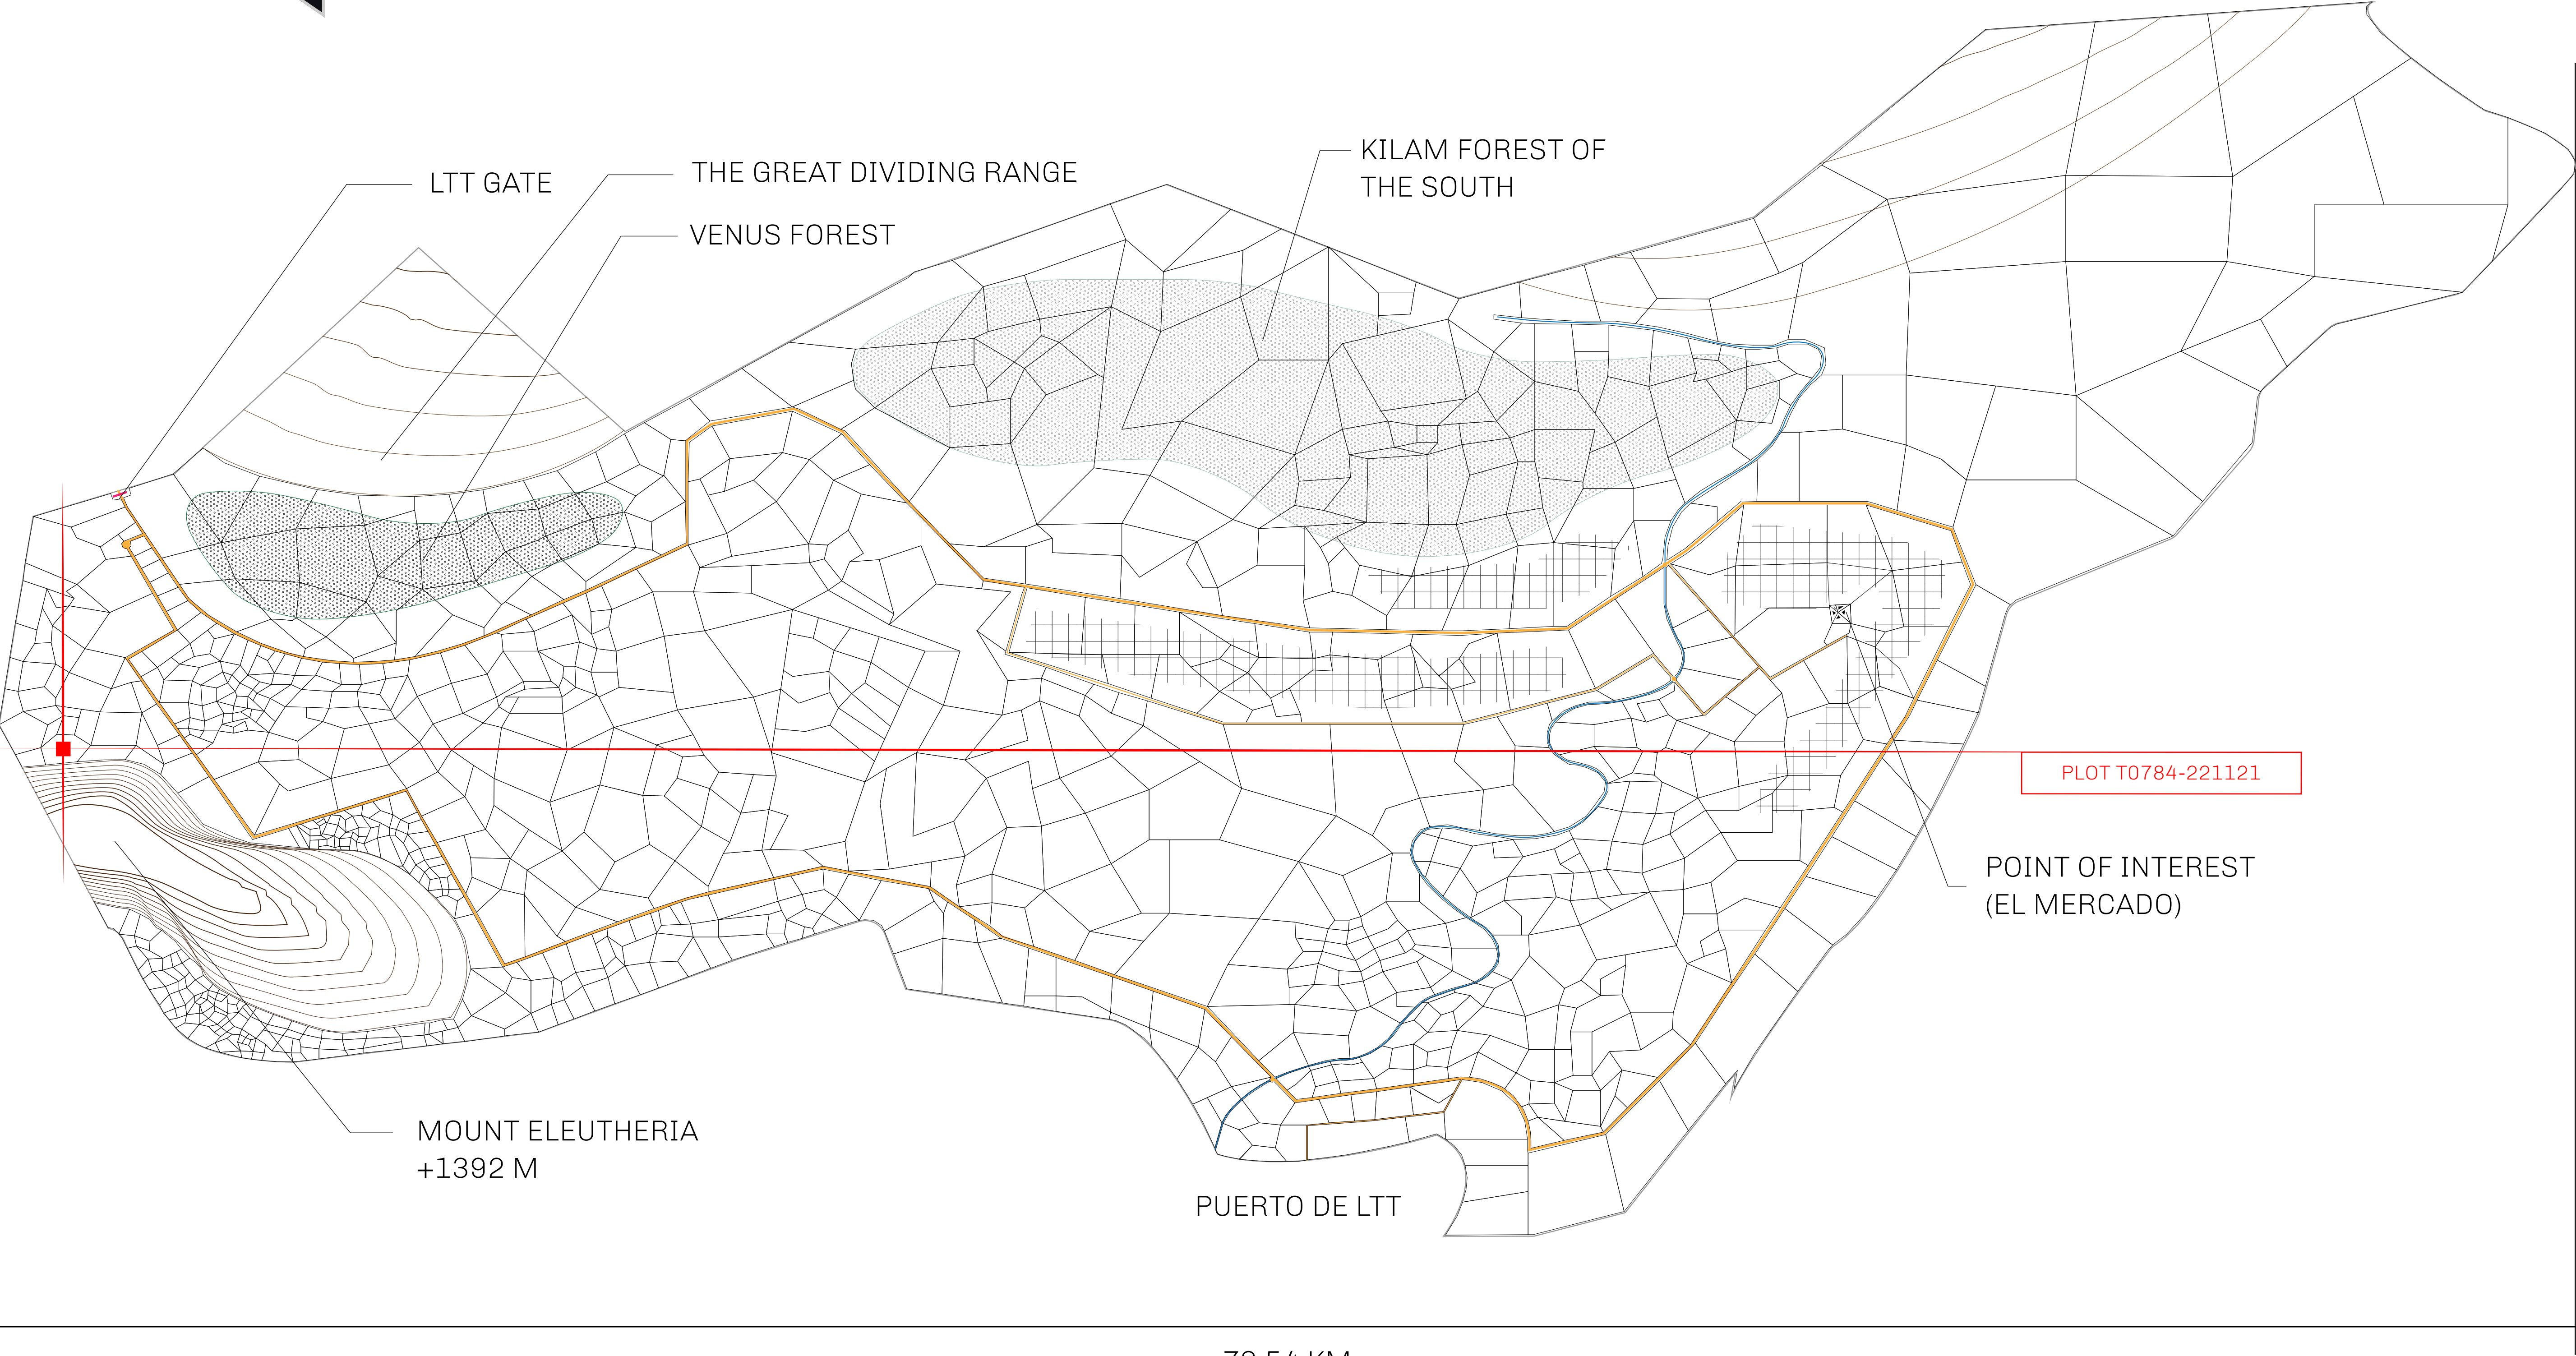 KILAM FOREST OF
THE SOUTH
THE GREAT DIVIDING RANGE
LTT GATE
VENUS FOREST
PLOT T0784-221121
POINT OF INTEREST
(EL MERCADO)
MOUNT ELEUTHERIA
+1392 M
PUERTO DE LTT